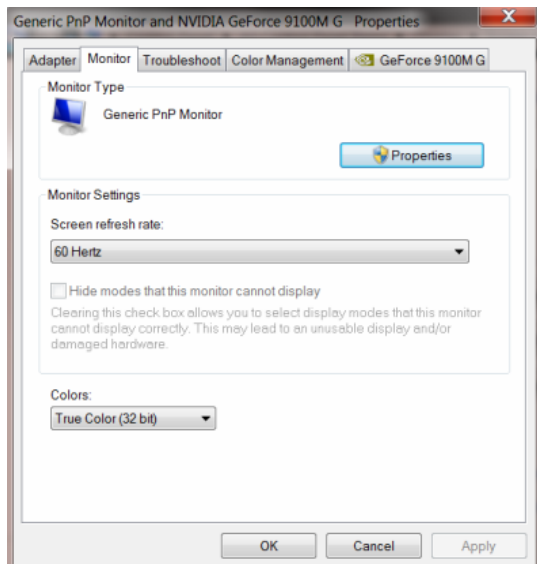 Generic PnP Monitor and NVIDIA GeForce 9100M G   Properties
Adapter Monitor Troubleshoot Color Management GeForce 9100M G
Monitor Type
Generic PnP Monitor
Properties
Monitor Settings
Screen refresh rate:
60 Hertz
Hide modes that this monitor cannot display
Clearing this check box allows you to select display modes that this monitor
cannot display correctly. This may lead to an unusable display and/or
damaged hardware.
Colors:
True Color (32 bit)
OK Cancel Apply